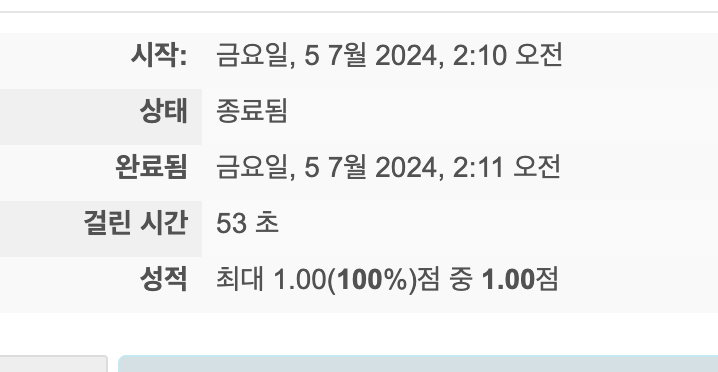 시작: 금요일, 5 7월 2024, 2:10 오전
상태 종료됨
완료됨 금요일, 5 7월 2024, 2:11 오전
걸린 시간 53 초
성적 최대 1.00(100%)점 중 1.00점